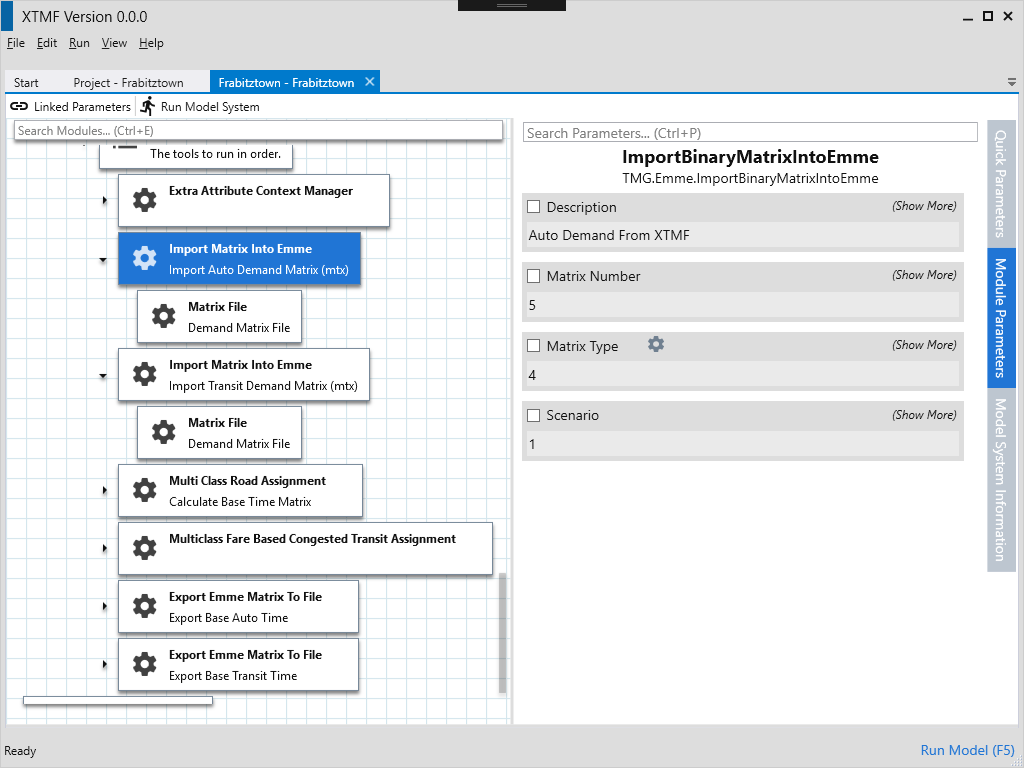 XTMF Version 0.0.0
File Edit Run View Help
Start Project - Frabitztown Frabitztown - Frabitztown
Linked Parameters Run Model System
Search Modules... (Ctrl+E)
The tools to run in order.
Extra Attribute Context Manager
Import Matrix Into Emme
Import Auto Demand Matrix (mtx)
Matrix File
Demand Matrix File
Import Matrix Into Emme
Import Transit Demand Matrix (mtx)
Matrix File
Demand Matrix File
Multi Class Road Assignment
Calculate Base Time Matrix
Multiclass Fare Based Congested Transit Assignment
Export Emme Matrix To File
Export Base Auto Time
Export Emme Matrix To File
Export Base Transit Time
Search Parameters... (Ctrl+P)
ImportBinaryMatrixIntoEmme
TMG.Emme.ImportBinaryMatrixIntoEmme
Description (Show More)
Auto Demand From XTMF
Matrix Number (Show More)
5
Matrix Type (Show More)
4
Scenario (Show More)
1
Quick Parameters
Module Parameters
Model System Information
Ready
Run Model (F5)